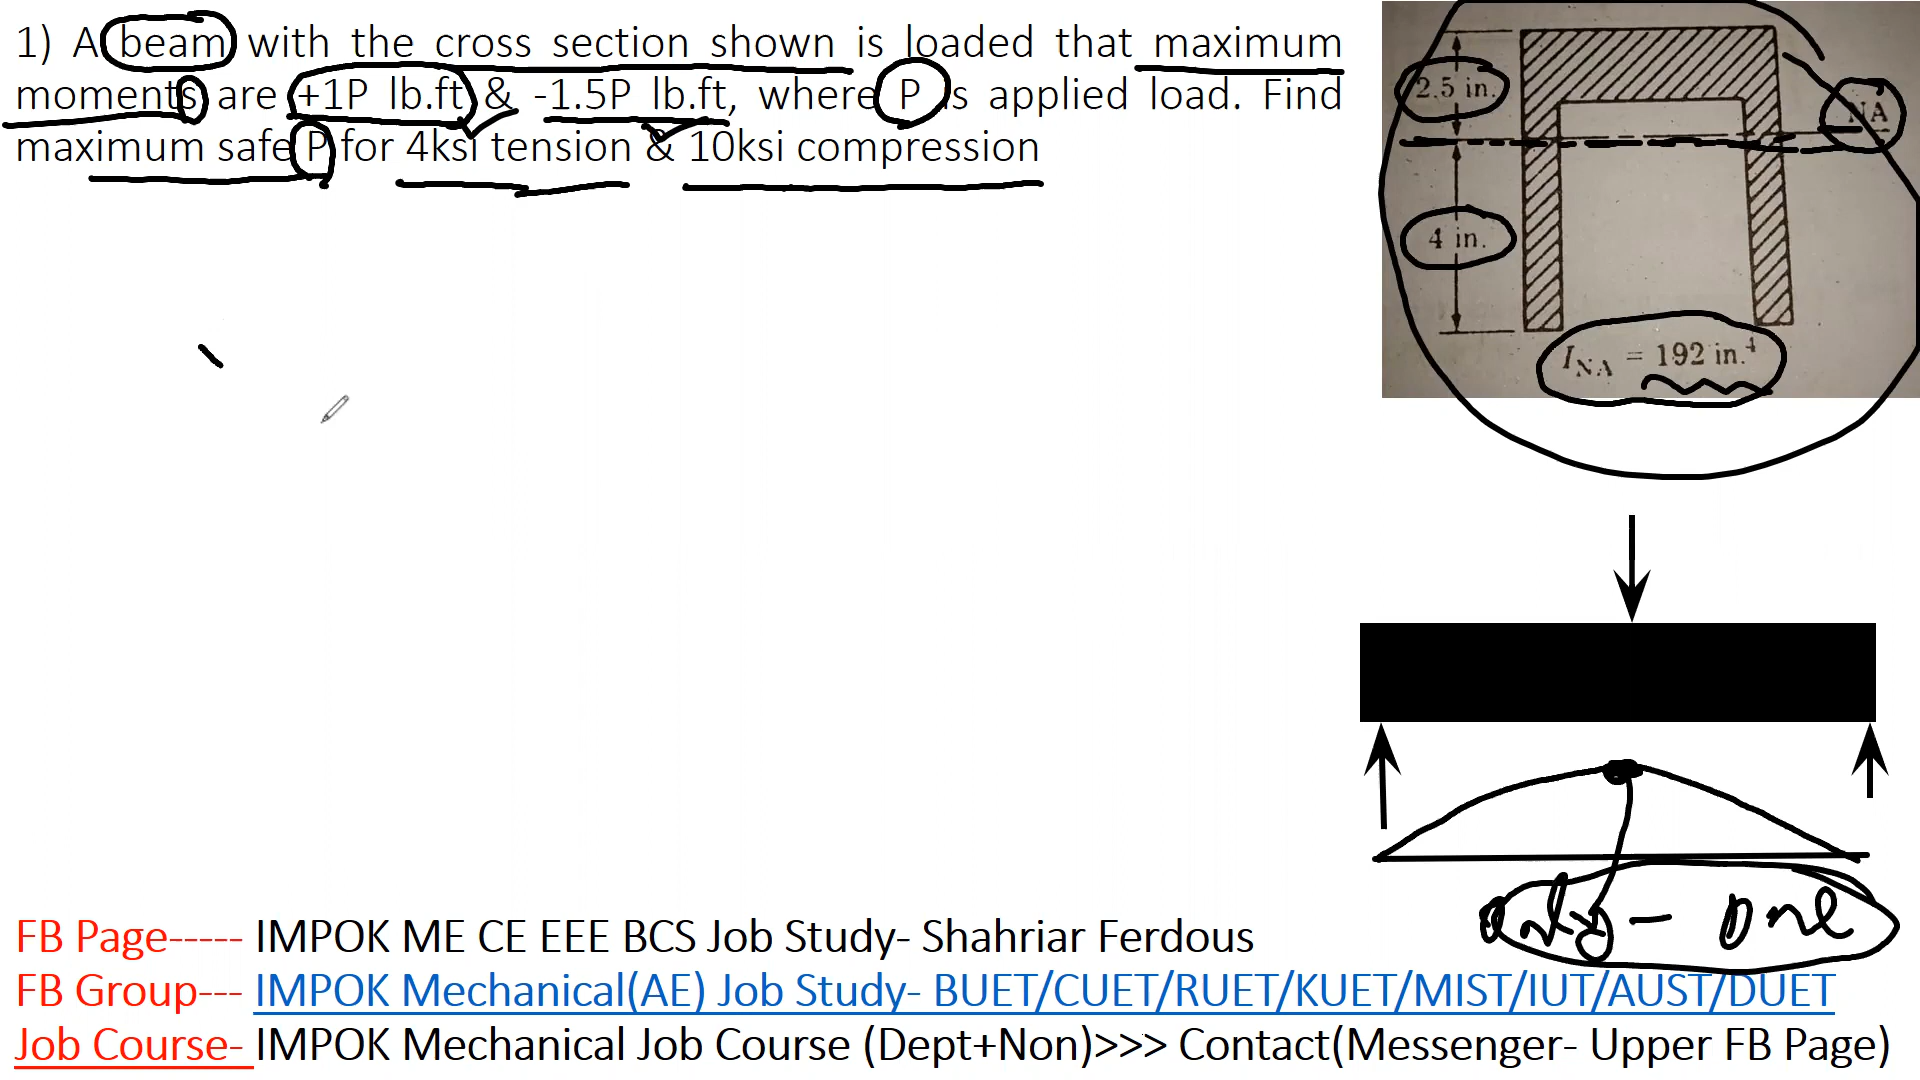 1) A beam with the cross section shown is loaded that maximum
moments are +1P lb.ft & -1.5P lb.ft, where P is applied load. Find
maximum safe P for 4ksi tension & 10ksi compression
2.5 in.
NA
4 in.
I_NA = 192 in.⁴
only - one
FB Page----- IMPOK ME CE EEE BCS Job Study- Shahriar Ferdous
FB Group--- IMPOK Mechanical(AE) Job Study- BUET/CUET/RUET/KUET/MIST/IUT/AUST/DUET
Job Course- IMPOK Mechanical Job Course (Dept+Non)>>> Contact(Messenger- Upper FB Page)